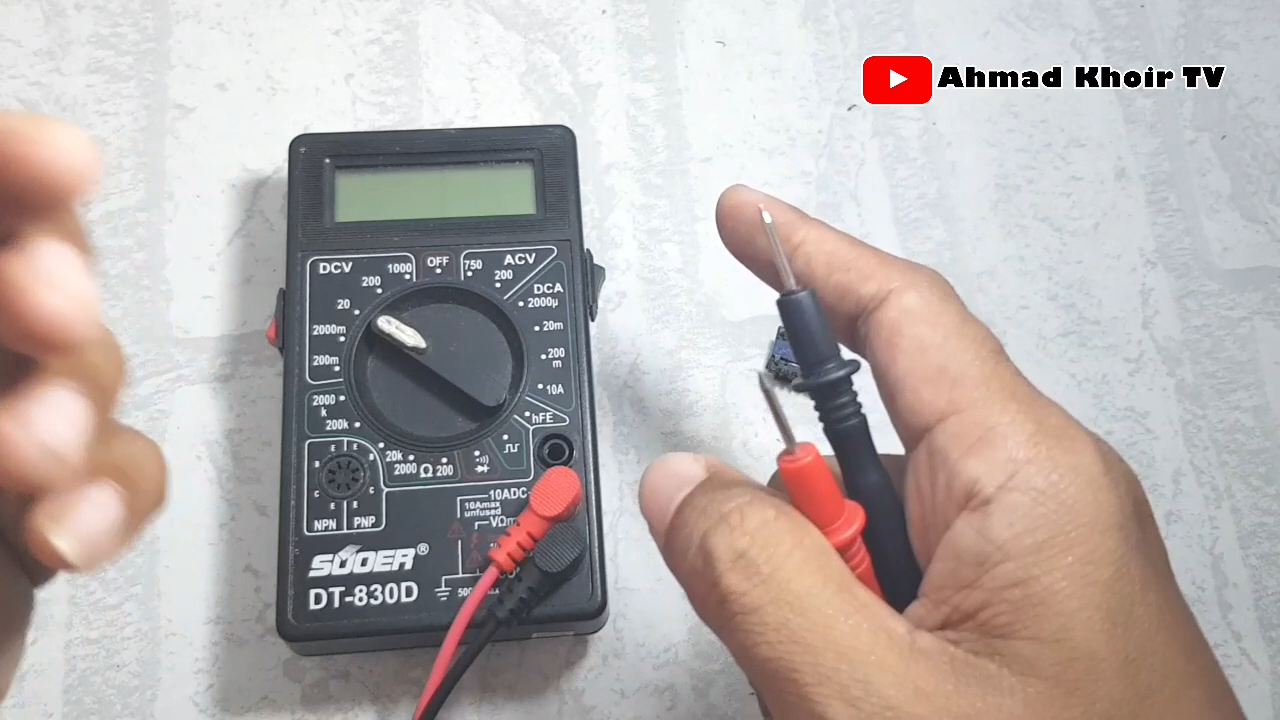 Ahmad Khoir TV
DCV
1000
OFF
750
ACV
200
200
DCA
20
2000µ
2000m
20m
200m
200
m
10A
2000
k
hFE
200k
20k
2000
Ω
200
E
E
B
B
C
C
E
E
NPN
PNP
10ADC
10Amax
unfused
VΩm
SUOER®
DT-830D